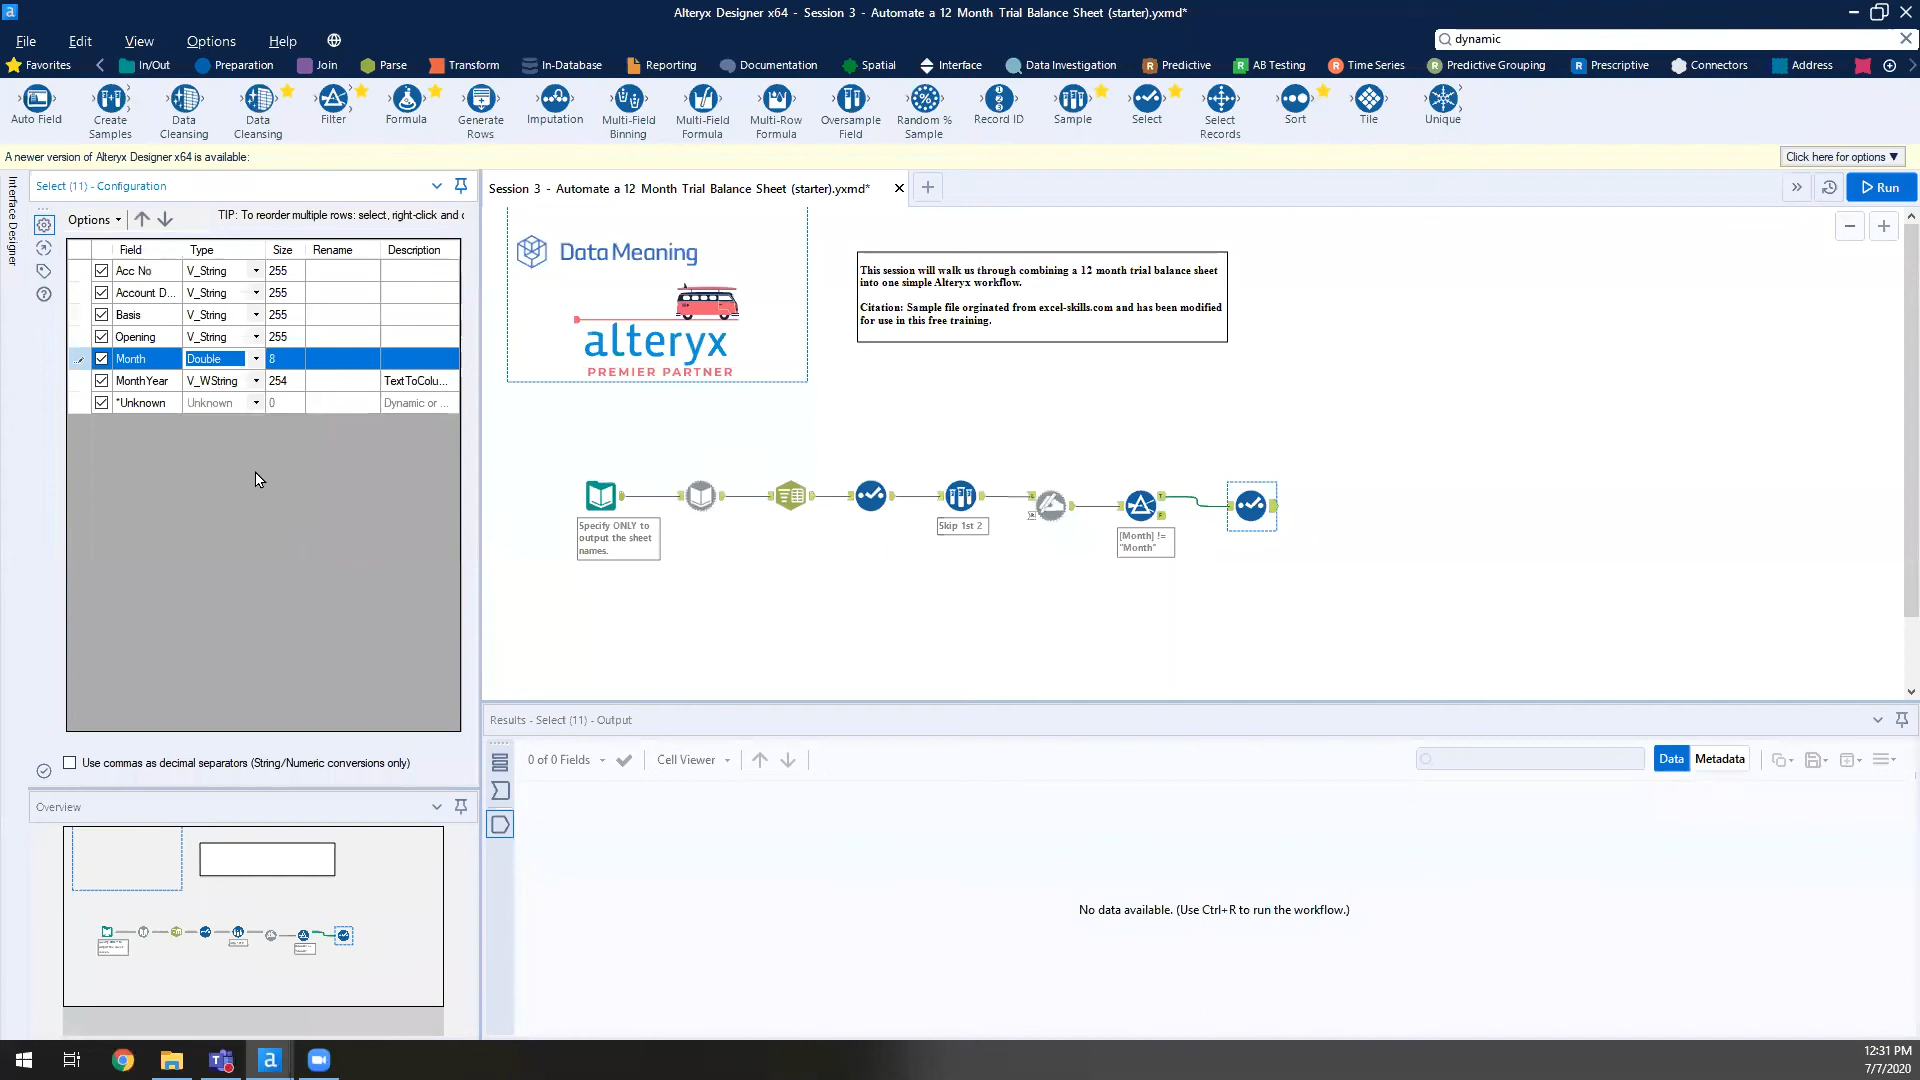 Alteryx Designer x64 - Session 3 - Automate a 12 Month Trial Balance Sheet (starter).yxmd*
File Edit View Options Help
dynamic
Favorites In/Out Preparation Join Parse Transform In-Database Reporting Documentation Spatial Interface Data Investigation Predictive AB Testing Time Series Predictive Grouping Prescriptive Connectors Address
Auto Field
Create Samples
Data Cleansing
Data Cleansing
Filter
Formula
Generate Rows
Imputation
Multi-Field Binning
Multi-Field Formula
Multi-Row Formula
Oversample Field
Random % Sample
Record ID
Sample
Select
Select Records
Sort
Tile
Unique
A newer version of Alteryx Designer x64 is available:
Click here for options ▼
Interface Designer
Select (11) - Configuration
Options
TIP: To reorder multiple rows: select, right-click and
Field Type Size Rename Description
Acc No V_String 255
Account D... V_String 255
Basis V_String 255
Opening V_String 255
Month Double 8
MonthYear V_WString 254 TextToColu...
*Unknown Unknown 0 Dynamic or ...
Use commas as decimal separators (String/Numeric conversions only)
Overview
Session 3 - Automate a 12 Month Trial Balance Sheet (starter).yxmd*
Run
Data Meaning
alteryx
PREMIER PARTNER
This session will walk us through combining a 12 month trial balance sheet
into one simple Alteryx workflow.
Citation: Sample file orginated from excel-skills.com and has been modified
for use in this free training.
Specify ONLY to
output the sheet
names.
Skip 1st 2
[Month] !=
"Month"
Results - Select (11) - Output
0 of 0 Fields Cell Viewer
Data Metadata
No data available. (Use Ctrl+R to run the workflow.)
12:31 PM
7/7/2020